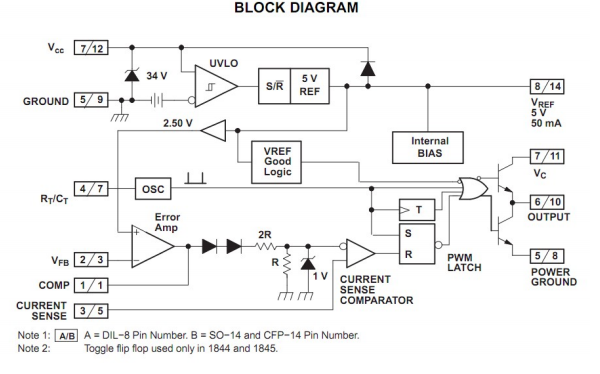 BLOCK DIAGRAM
Vcc 7/12
UVLO
34 V
S/R̅ 5 V REF
GROUND 5/9
8/14
VREF
5 V
50 mA
2.50 V
VREF Good Logic
Internal BIAS
7/11
VC
RT/CT 4/7
OSC
T
6/10
OUTPUT
Error Amp
+
2R
S
VFB 2/3
−
R
R
PWM LATCH
5/8
POWER GROUND
1 V
COMP 1/1
CURRENT SENSE COMPARATOR
CURRENT SENSE 3/5
Note 1: A/B A = DIL−8 Pin Number. B = SO−14 and CFP−14 Pin Number.
Note 2: Toggle flip flop used only in 1844 and 1845.